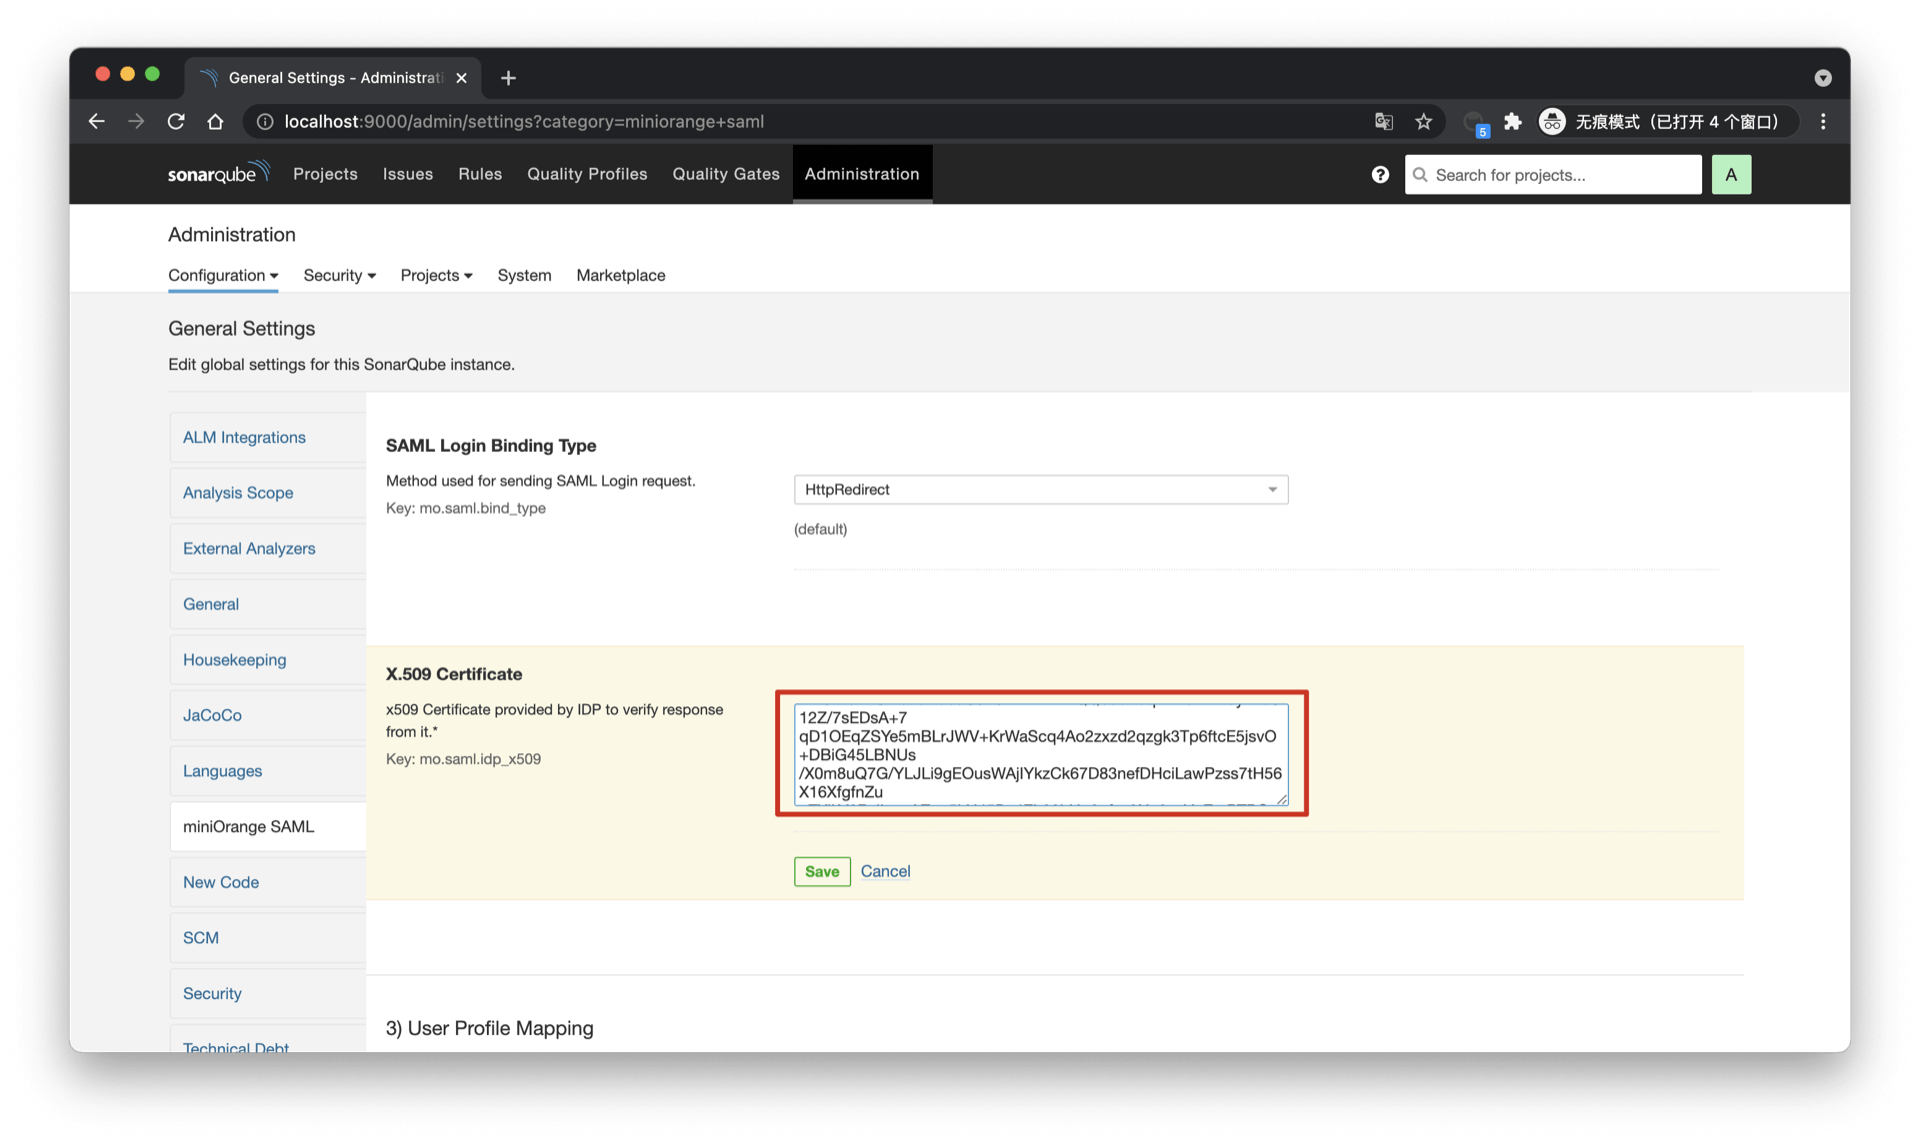 General Settings - Administrati
localhost:9000/admin/settings?category=miniorange+saml
5
无痕模式（已打开 4 个窗口）
sonarqube
Projects
Issues
Rules
Quality Profiles
Quality Gates
Administration
?
Search for projects...
A
Administration
Configuration
Security
Projects
System
Marketplace
General Settings
Edit global settings for this SonarQube instance.
ALM Integrations
Analysis Scope
External Analyzers
General
Housekeeping
JaCoCo
Languages
miniOrange SAML
New Code
SCM
Security
Technical Debt
SAML Login Binding Type
Method used for sending SAML Login request.
Key: mo.saml.bind_type
HttpRedirect
(default)
X.509 Certificate
x509 Certificate provided by IDP to verify response
from it.*
Key: mo.saml.idp_x509
12Z/7sEDsA+7
qD1OEqZSYe5mBLrJWV+KrWaScq4Ao2zxzd2qzgk3Tp6ftcE5jsvO
+DBiG45LBNUs
/X0m8uQ7G/YLJLi9gEOusWAjlYkzCk67D83nefDHciLawPzss7tH56
X16XfgfnZu
Save
Cancel
3) User Profile Mapping